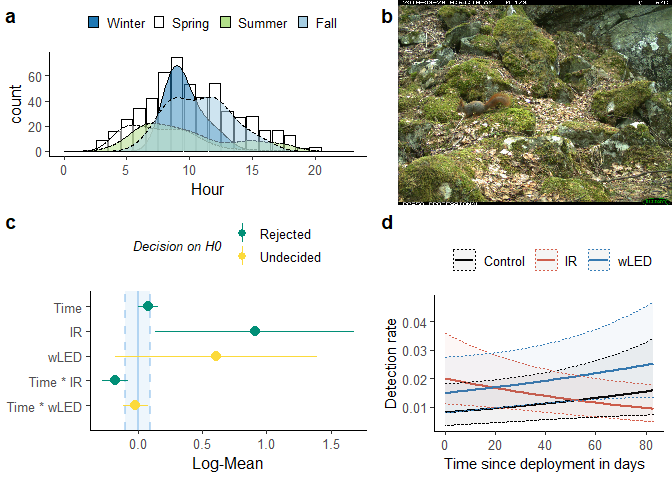 a
Winter Spring Summer Fall
count
60
40
20
0
0 5 10 15 20
Hour
b
c
Decision on H0
Rejected
Undecided
Time
IR
wLED
Time * IR
Time * wLED
0.0 0.5 1.0 1.5
Log-Mean
d
Control IR wLED
Detection rate
0.04
0.03
0.02
0.01
0 20 40 60 80
Time since deployment in days